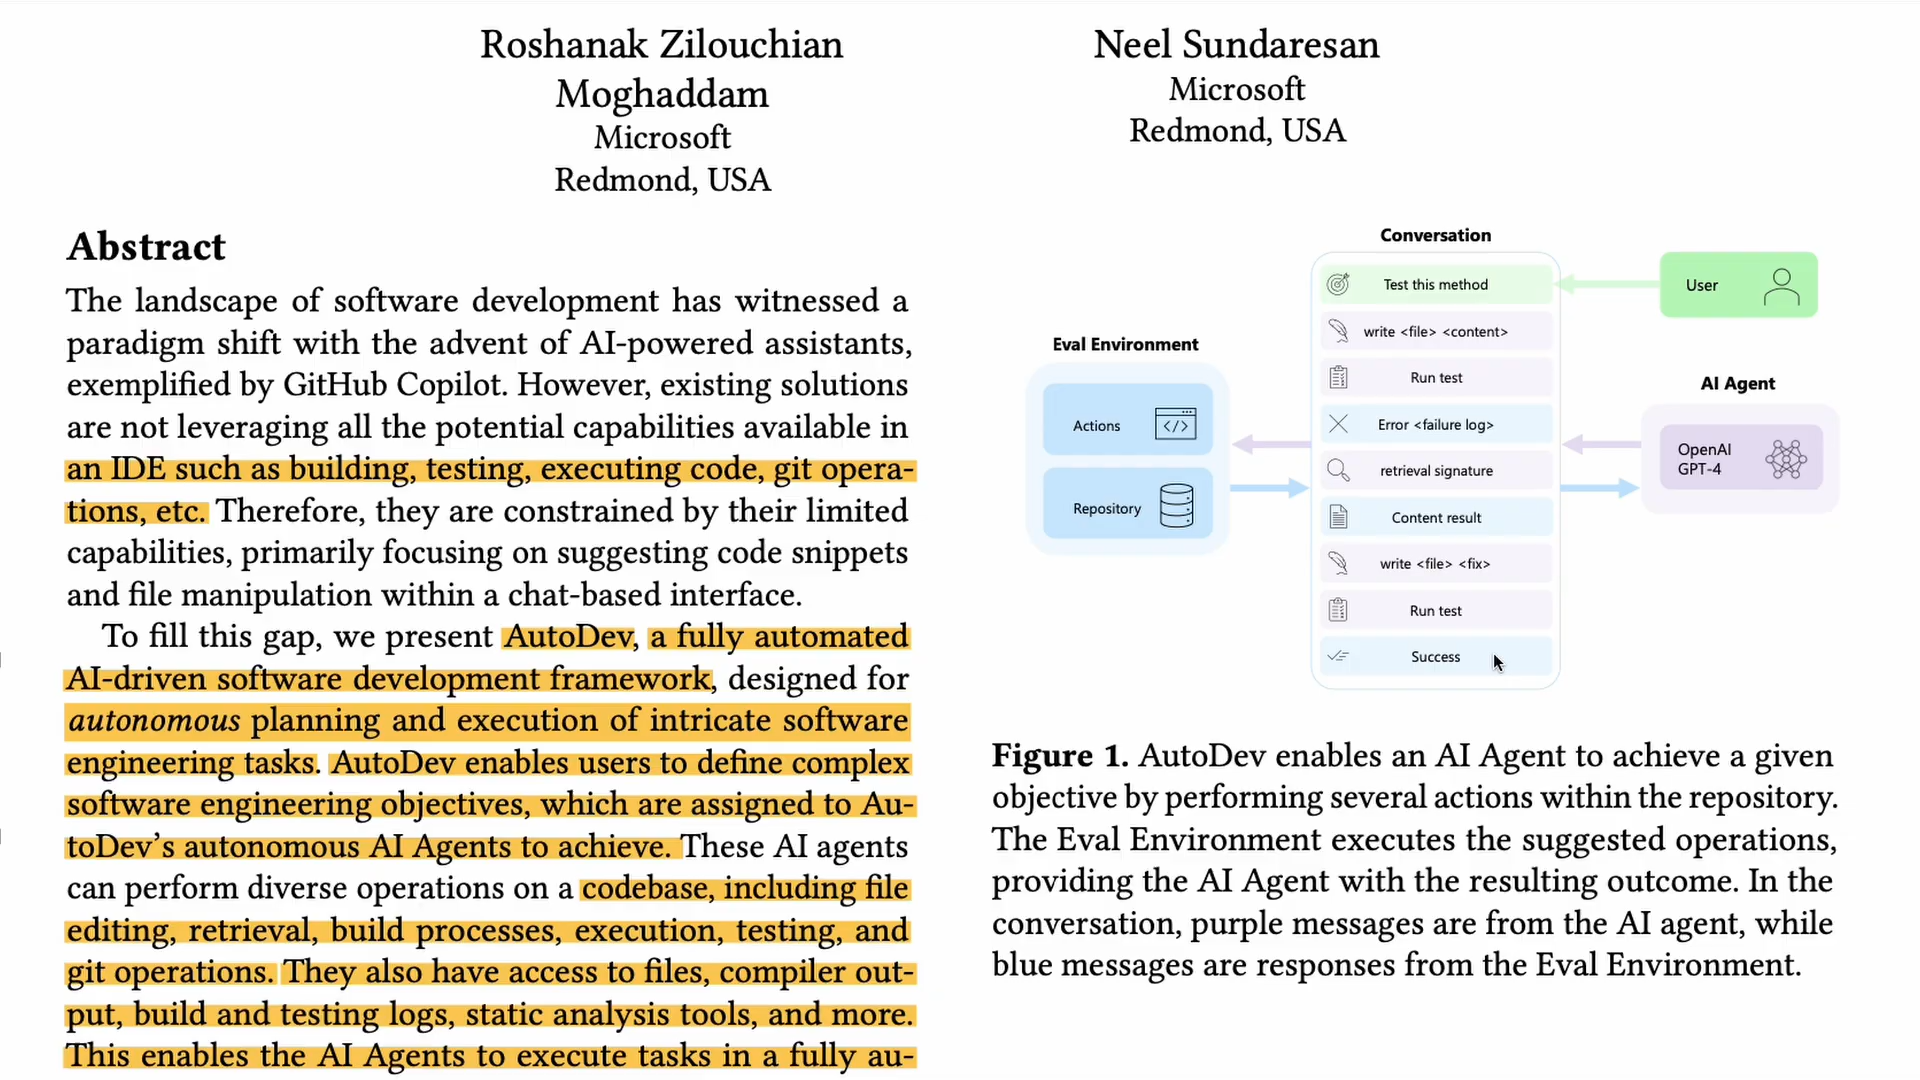 Roshanak Zilouchian
Moghaddam
Microsoft
Redmond, USA
Neel Sundaresan
Microsoft
Redmond, USA
Abstract
The landscape of software development has witnessed a
paradigm shift with the advent of AI-powered assistants,
exemplified by GitHub Copilot. However, existing solutions
are not leveraging all the potential capabilities available in
an IDE such as building, testing, executing code, git opera-
tions, etc. Therefore, they are constrained by their limited
capabilities, primarily focusing on suggesting code snippets
and file manipulation within a chat-based interface.
To fill this gap, we present AutoDev, a fully automated
AI-driven software development framework, designed for
autonomous planning and execution of intricate software
engineering tasks. AutoDev enables users to define complex
software engineering objectives, which are assigned to Au-
toDev's autonomous AI Agents to achieve. These AI agents
can perform diverse operations on a codebase, including file
editing, retrieval, build processes, execution, testing, and
git operations. They also have access to files, compiler out-
put, build and testing logs, static analysis tools, and more.
This enables the AI Agents to execute tasks in a fully au-
Eval Environment
Actions
Repository
Conversation
Test this method
write <file> <content>
Run test
Error <failure log>
retrieval signature
Content result
write <file> <fix>
Run test
Success
User
AI Agent
OpenAI
GPT-4
Figure 1. AutoDev enables an AI Agent to achieve a given
objective by performing several actions within the repository.
The Eval Environment executes the suggested operations,
providing the AI Agent with the resulting outcome. In the
conversation, purple messages are from the AI agent, while
blue messages are responses from the Eval Environment.